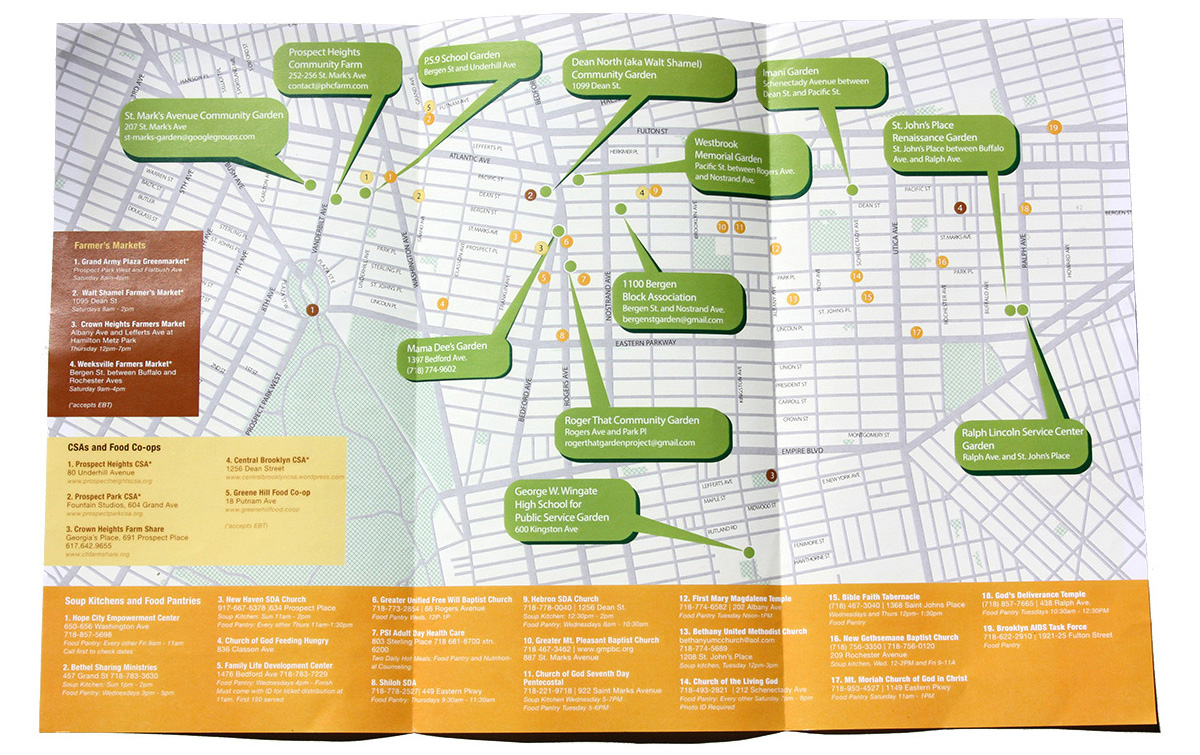 Prospect Heights
Community Farm
252-256 St. Mark's Ave
contact@phcfarm.com
P.S.9 School Garden
Bergen St and Underhill Ave
Dean North (aka Walt Shamel)
Community Garden
1099 Dean St.
Imani Garden
Schenectady Avenue between
Dean St. and Pacific St.
St. Mark's Avenue Community Garden
207 St. Mark's Ave
st-marks-garden@googlegroups.com
Westbrook
Memorial Garden
Pacific St. between Rogers Ave.
and Nostrand Ave.
St. John's Place
Renaissance Garden
St. John's Place between Buffalo
Ave. and Ralph Ave.
1100 Bergen
Block Association
Bergen St. and Nostrand Ave.
bergenstgarden@gmail.com
Mama Dee's Garden
1397 Bedford Ave.
(718) 774-9602
Roger That Community Garden
Rogers Ave and Park Pl
rogerthatgardenproject@gmail.com
Ralph Lincoln Service Center
Garden
Ralph Ave. and St. John's Place
George W. Wingate
High School for
Public Service Garden
600 Kingston Ave
HANSON PL
PUTNAM AVE
FULTON ST
HERKIMER PL
LEFFERTS PL
ATLANTIC AVE
PACIFIC ST
DEAN ST
BERGEN ST
ST.MARKS AVE
PROSPECT PL
PACIFIC ST
DEAN ST
ST.MARKS AVE
BERGEN ST
PARK PL
ST. JOHNS PL
LINCOLN PL
EASTERN PARKWAY
UNION ST
PRESIDENT ST
CARROLL ST
CROWN ST
MONTGOMERY ST
EMPIRE BLVD
E NEW YORK AVE
LEFFERTS AVE
MAPLE ST
MIDWOOD ST
RUTLAND RD
FENIMORE ST
HAWTHORNE ST
WARREN ST
BALTIC ST
BUTLER
DOUGLASS ST
STERLING PL
ST. JOHNS PL
LINCOLN PL
PARK PL
5TH AVE
7TH AVE
8TH AVE
CARLTON AVE
VANDERBILT AVE
WASHINGTON AVE
CLASSON AVE
FRANKLIN AVE
BEDFORD AVE
ROGERS AVE
NOSTRAND AVE
KINGSTON AVE
ALBANY AVE
TROY AVE
SCHENECTADY AVE
UTICA AVE
ROCHESTER AVE
BUFFALO AVE
RALPH AVE
HOWARD AVE
PROSPECT PARK WEST
Farmer's Markets
1. Grand Army Plaza Greenmarket*
Prospect Park West and Flatbush Ave
Saturday 8am-4pm
2. Walt Shamel Farmer's Market*
1095 Dean St
Saturdays 8am - 2pm
3. Crown Heights Farmers Market
Albany Ave and Lefferts Ave at
Hamilton Metz Park
Thursday 12pm-7pm
4. Weeksville Farmers Market*
Bergen St. between Buffalo and
Rochester Aves
Saturday 9am-4pm
(*accepts EBT)
CSAs and Food Co-ops
1. Prospect Heights CSA*
80 Underhill Avenue
www.prospectheightscsa.org
2. Prospect Park CSA*
Fountain Studios, 604 Grand Ave
www.prospectparkcsa.org
3. Crown Heights Farm Share
Georgia's Place, 691 Prospect Place
617.642.9655
www.chfarmshare.org
4. Central Brooklyn CSA*
1256 Dean Street
www.centralbrooklyncsa.wordpress.com
5. Greene Hill Food Co-op
18 Putnam Ave
www.greenehillfood.coop
(*accepts EBT)
Soup Kitchens and Food Pantries
1. Hope City Empowerment Center
650-656 Washington Ave
718-857-5698
Food Pantry: Every other Fri 9am - 11am
Call first to check dates
2. Bethel Sharing Ministries
457 Grand St 718-783-3630
Soup Kitchen: Sun 1pm - 2pm
Food Pantry: Wednesdays 3pm - 5pm
3. New Haven SDA Church
917-667-6378 |634 Prospect Place
Soup Kitchen: Sun 11am - 2pm
Food Pantry: Every other Thurs 11am-1:30pm
4. Church of God Feeding Hungry
836 Classon Ave.
5. Family Life Development Center
1476 Bedford Ave 718-783-7229
Food Pantry: Wednesdays 4pm - Finish
Must come with ID for ticket distribution at
11am. First 150 served
6. Greater Unified Free Will Baptist Church
718-773-2854 | 66 Rogers Avenue
Food Pantry Weds. 12P-1P
7. PSI Adult Day Health Care
803 Sterling Place 718 681-8700 xtn.
6200
Two Daily Hot Meals; Food Pantry and Nutrition-
al Counseling
8. Shiloh SDA
718-778-2527| 449 Eastern Pkwy
Food Pantry: Thursdays 9:30am - 11:30am
9. Hebron SDA Church
718-778-0040 | 1256 Dean St.
Soup Kitchen: 12:30pm - 2pm
Food Pantry: Wednesdays 8am - 10:30am
10. Greater Mt. Pleasant Baptist Church
718 467-3462 | www.gmpbc.org
887 St. Marks Avenue
11. Church of God Seventh Day
Pentecostal
718-221-9718 | 922 Saint Marks Avenue
Soup Kitchen Wednesday 5-7PM
Food Pantry Tuesday 5-6PM
12. First Mary Magdalene Temple
718-774-6582 | 202 Albany Ave
Food Pantry Tuesday Noon-1PM
13. Bethany United Methodist Church
bethanyumcchurch@aol.com
718-774-5689
1208 St. John's Place
Soup kitchen, Tuesday 12pm-3pm
14. Church of the Living God
718-493-2821 | 212 Schenectady Ave
Food Pantry: Every other Saturday 7pm - 8pm
Photo ID Required
15. Bible Faith Tabernacle
(718) 467-3040 | 1368 Saint Johns Place
Wednesdays and Thurs 12pm- 1:30pm
Food Pantry
16. New Gethsemane Baptist Church
(718) 756-3350 | 718-756-0120
209 Rochester Avenue
Soup kitchen, Wed. 12-2PM and Fri 9-11A
17. Mt. Moriah Church of God in Christ
718-953-4527 | 1149 Eastern Pkwy
Food Pantry Saturday 11am - 1PM
18. God's Deliverance Temple
(718) 857-7665 | 438 Ralph Ave.
Food Pantry Tuesdays 10:30am - 12:30PM
19. Brooklyn AIDS Task Force
718-622-2910 | 1921-25 Fulton Street
Food Pantry